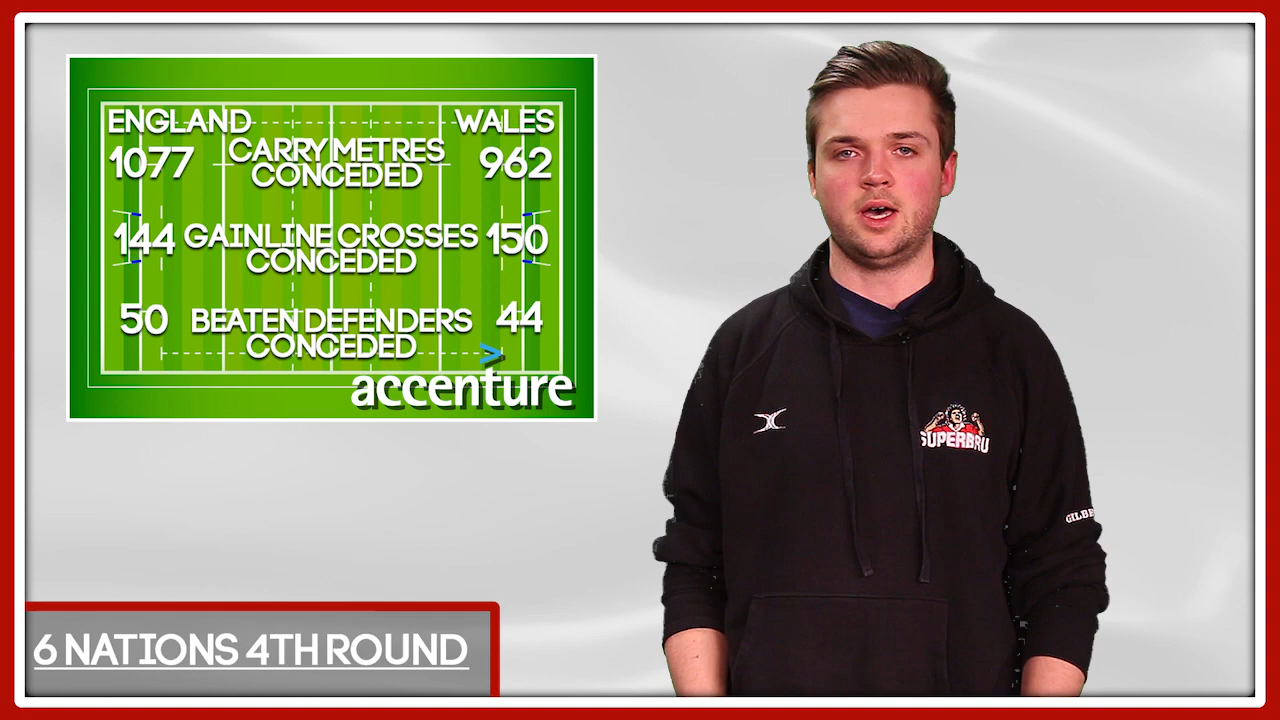 ENGLAND WALES
1077 CARRY METRES 962
CONCEDED
144 GAINLINE CROSSES 150
CONCEDED
50 BEATEN DEFENDERS 44
CONCEDED
>
accenture
SUPERBRU
GILBE
6 NATIONS 4TH ROUND